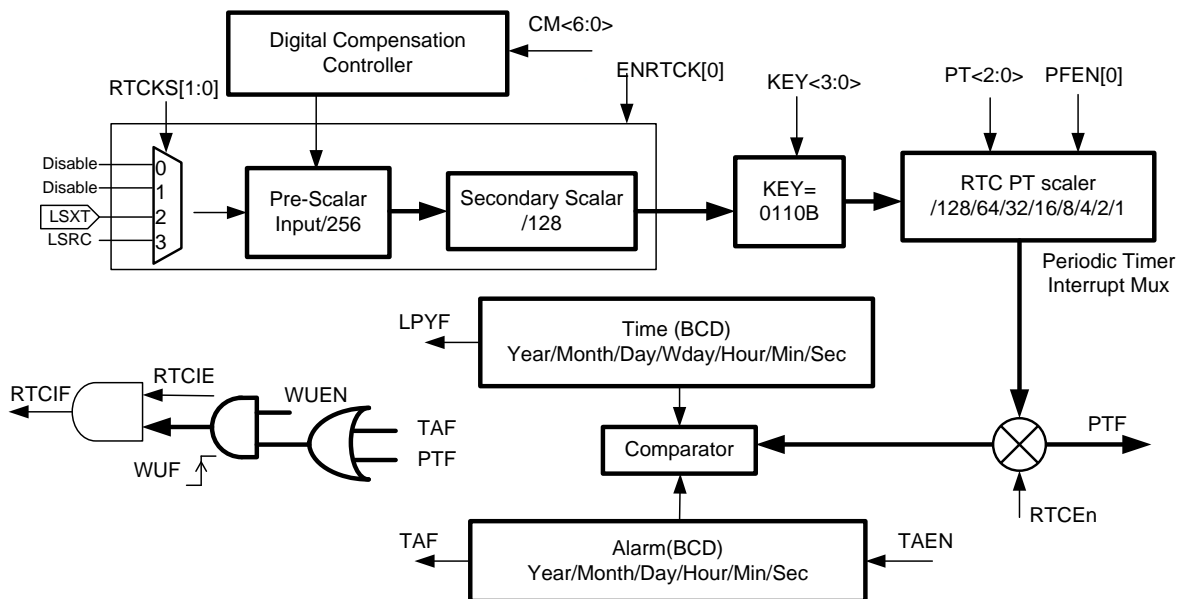 Digital Compensation
Controller
CM<6:0>
RTCKS[1:0]
ENRTCK[0]
KEY<3:0>
PT<2:0>
PFEN[0]
Disable
0
Disable
1
LSXT
2
LSRC
3
Pre-Scalar
Input/256
Secondary Scalar
/128
KEY=
0110B
RTC PT scaler
/128/64/32/16/8/4/2/1
Periodic Timer
Interrupt Mux
LPYF
Time (BCD)
Year/Month/Day/Wday/Hour/Min/Sec
RTCIF
RTCIE
WUEN
TAF
PTF
WUF
Comparator
PTF
RTCEn
TAF
Alarm(BCD)
Year/Month/Day/Hour/Min/Sec
TAEN